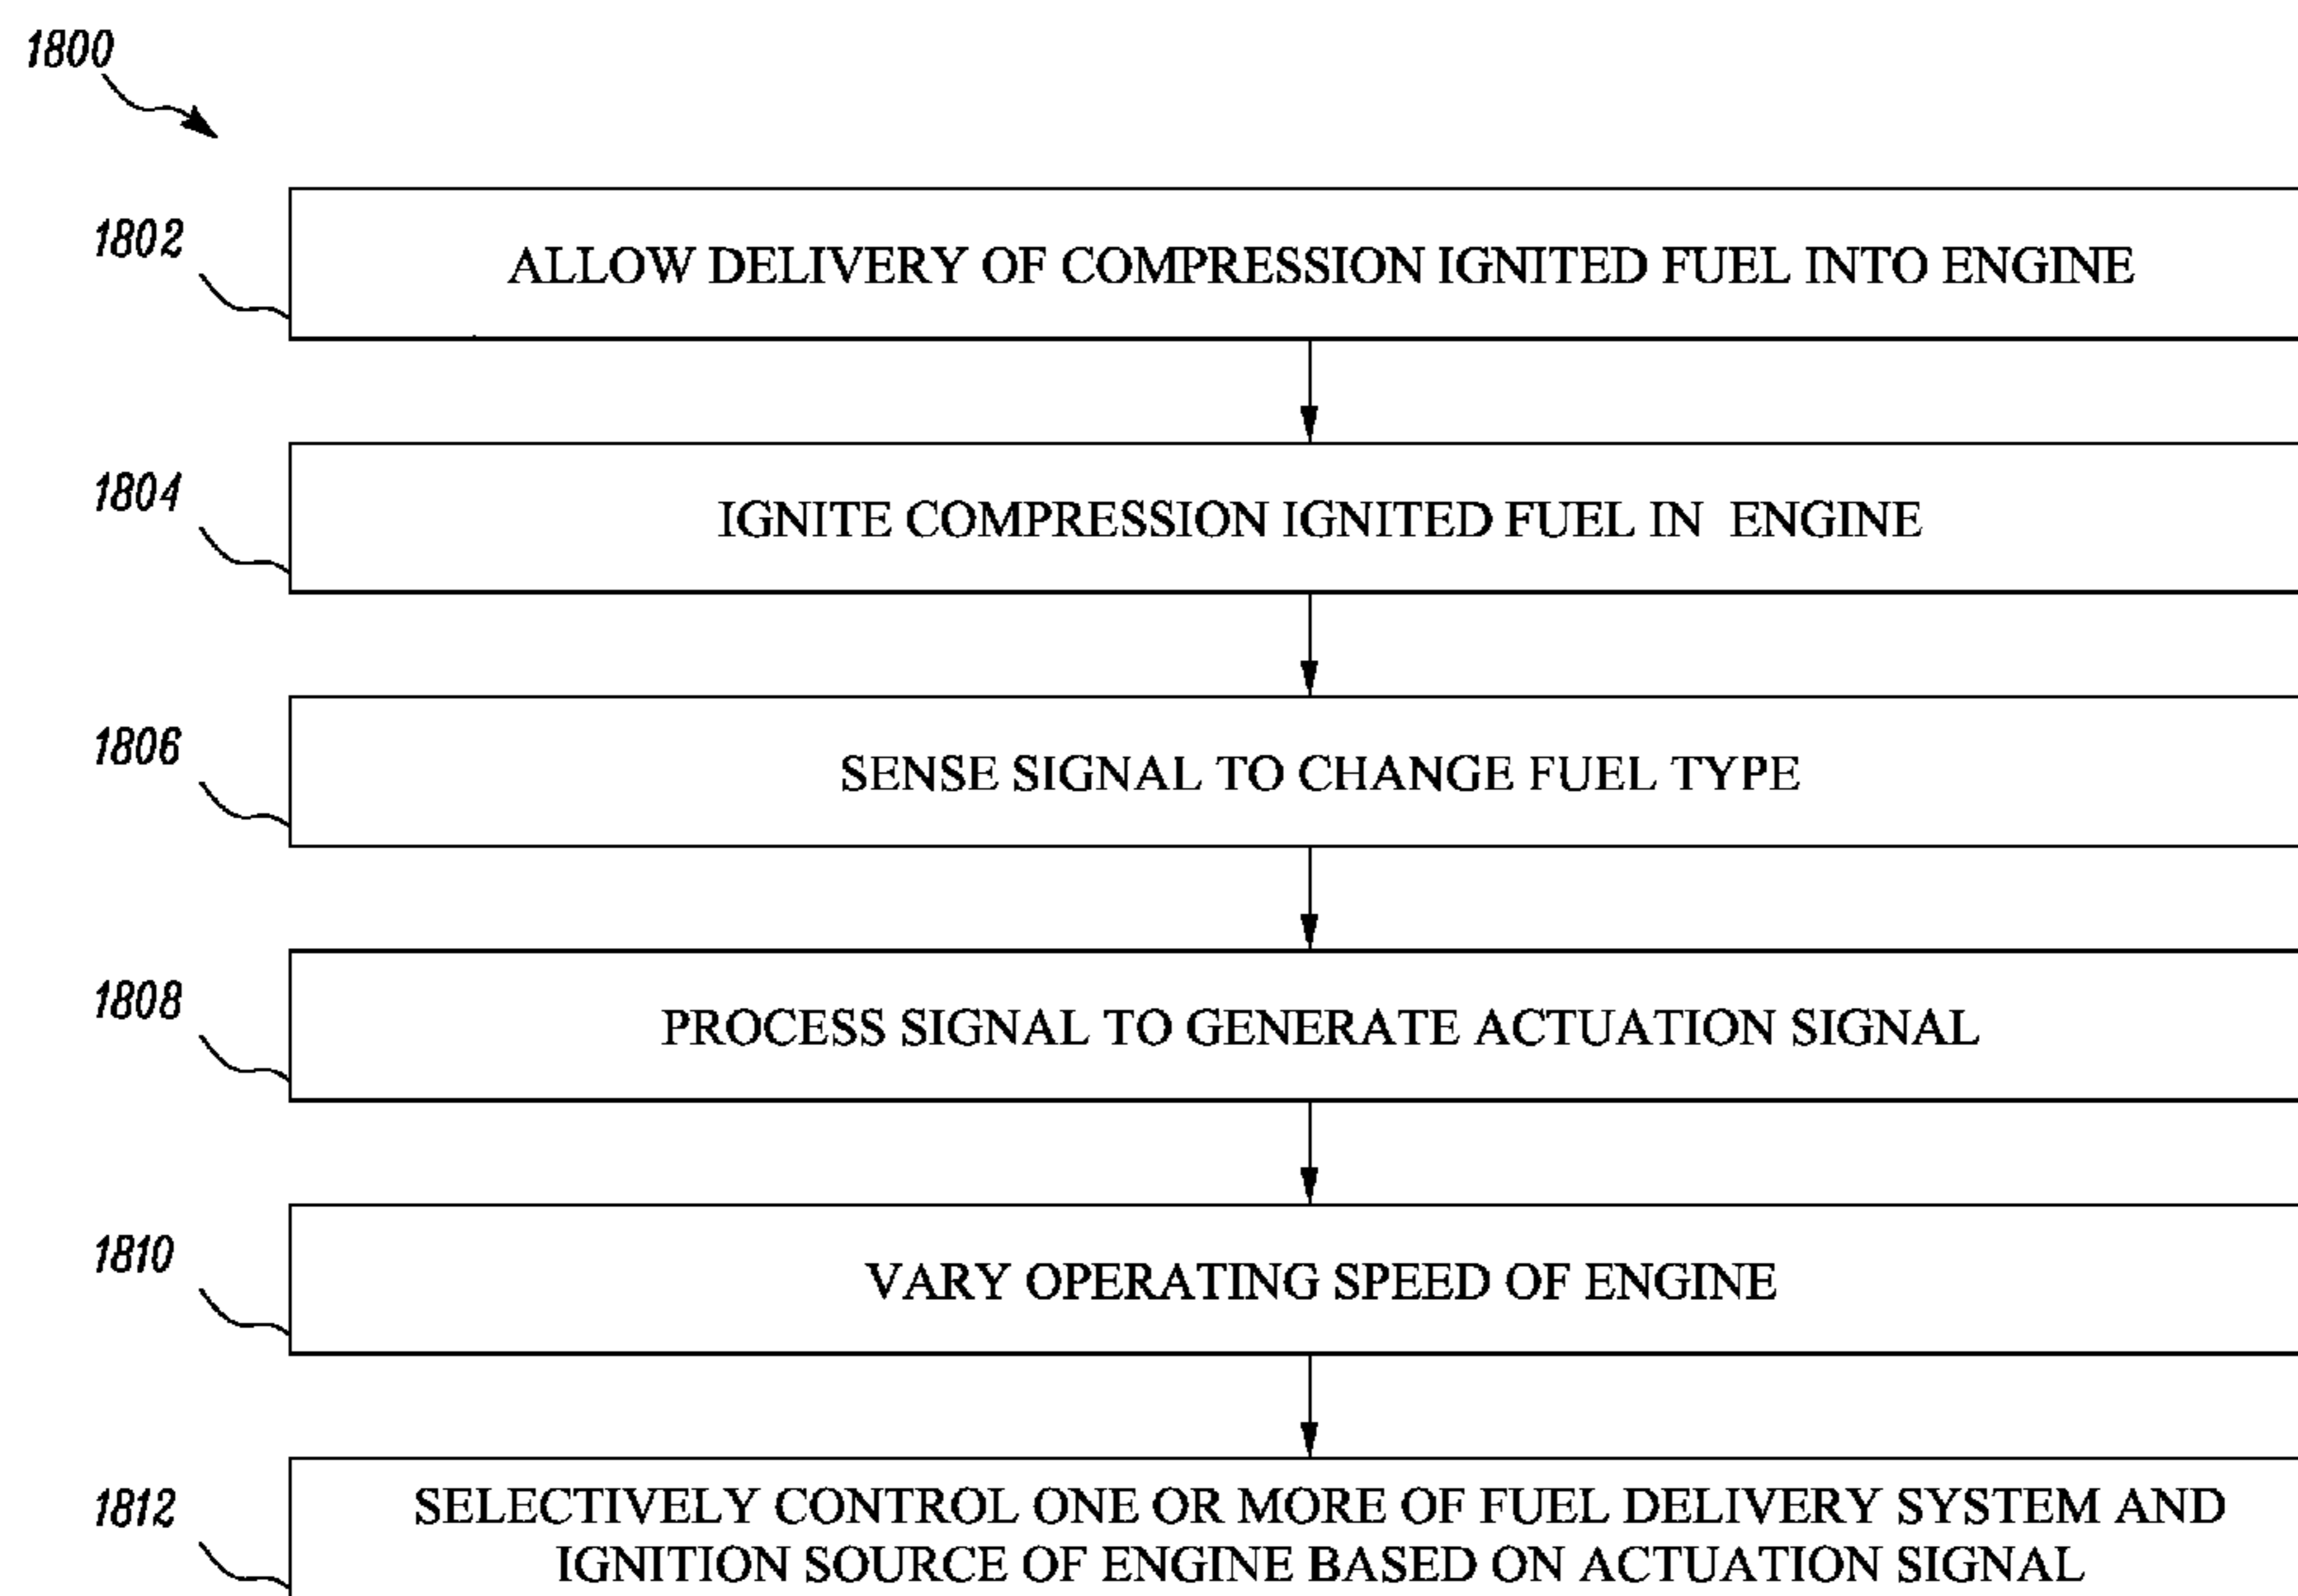 1800
1802
ALLOW DELIVERY OF COMPRESSION IGNITED FUEL INTO ENGINE
1804
IGNITE COMPRESSION IGNITED FUEL IN ENGINE
1806
SENSE SIGNAL TO CHANGE FUEL TYPE
1808
PROCESS SIGNAL TO GENERATE ACTUATION SIGNAL
1810
VARY OPERATING SPEED OF ENGINE
1812
SELECTIVELY CONTROL ONE OR MORE OF FUEL DELIVERY SYSTEM AND
IGNITION SOURCE OF ENGINE BASED ON ACTUATION SIGNAL